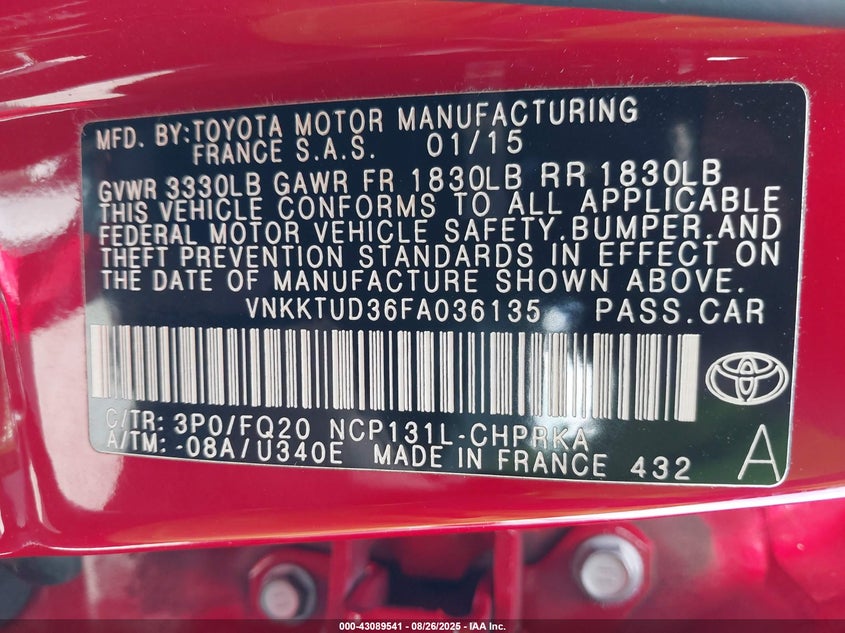 MFD. BY:TOYOTA MOTOR MANUFACTURING
FRANCE S.A.S. 01/15
GVWR 3330LB GAWR FR 1830LB RR 1830LB
THIS VEHICLE CONFORMS TO ALL APPLICABLE
FEDERAL MOTOR VEHICLE SAFETY,BUMPER,AND
THEFT PREVENTION STANDARDS IN EFFECT ON
THE DATE OF MANUFACTURE SHOWN ABOVE.
VNKKTUD36FA036135 PASS.CAR
C/TR: 3P0/FQ20 NCP131L-CHPRKA
A/TM: -08A/U340E MADE IN FRANCE 432 A
000-43089541 - 08/26/2025 - IAA Inc.